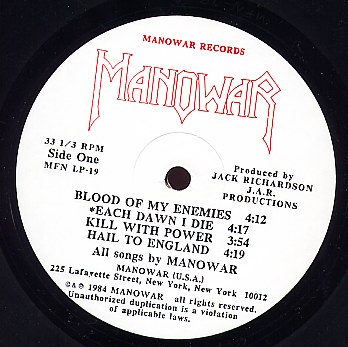 MANOWAR RECORDS
MANOWAR
33 1/3 RPM
Side One
MFN LP-19
Produced by
JACK RICHARDSON
J.A.R.
PRODUCTIONS
BLOOD OF MY ENEMIES 4:12
*EACH DAWN I DIE 4:17
KILL WITH POWER 3:54
HAIL TO ENGLAND 4:19
All songs by MANOWAR
MANOWAR (U.S.A.)
225 Lafayette Street, New York, New York 10012
©&℗ 1984 MANOWAR all rights reserved.
Unauthorized duplication is a violation
of applicable laws.